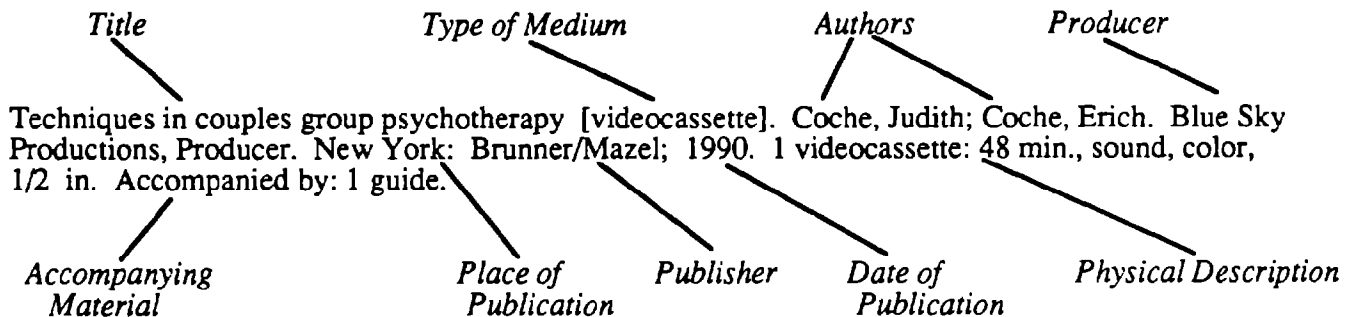 Title Type of Medium Authors Producer
Techniques in couples group psychotherapy [videocassette]. Coche, Judith; Coche, Erich. Blue Sky
Productions, Producer. New York: Brunner/Mazel; 1990. 1 videocassette: 48 min., sound, color,
1/2 in. Accompanied by: 1 guide.
Accompanying Place of Publisher Date of Physical Description
Material Publication Publication